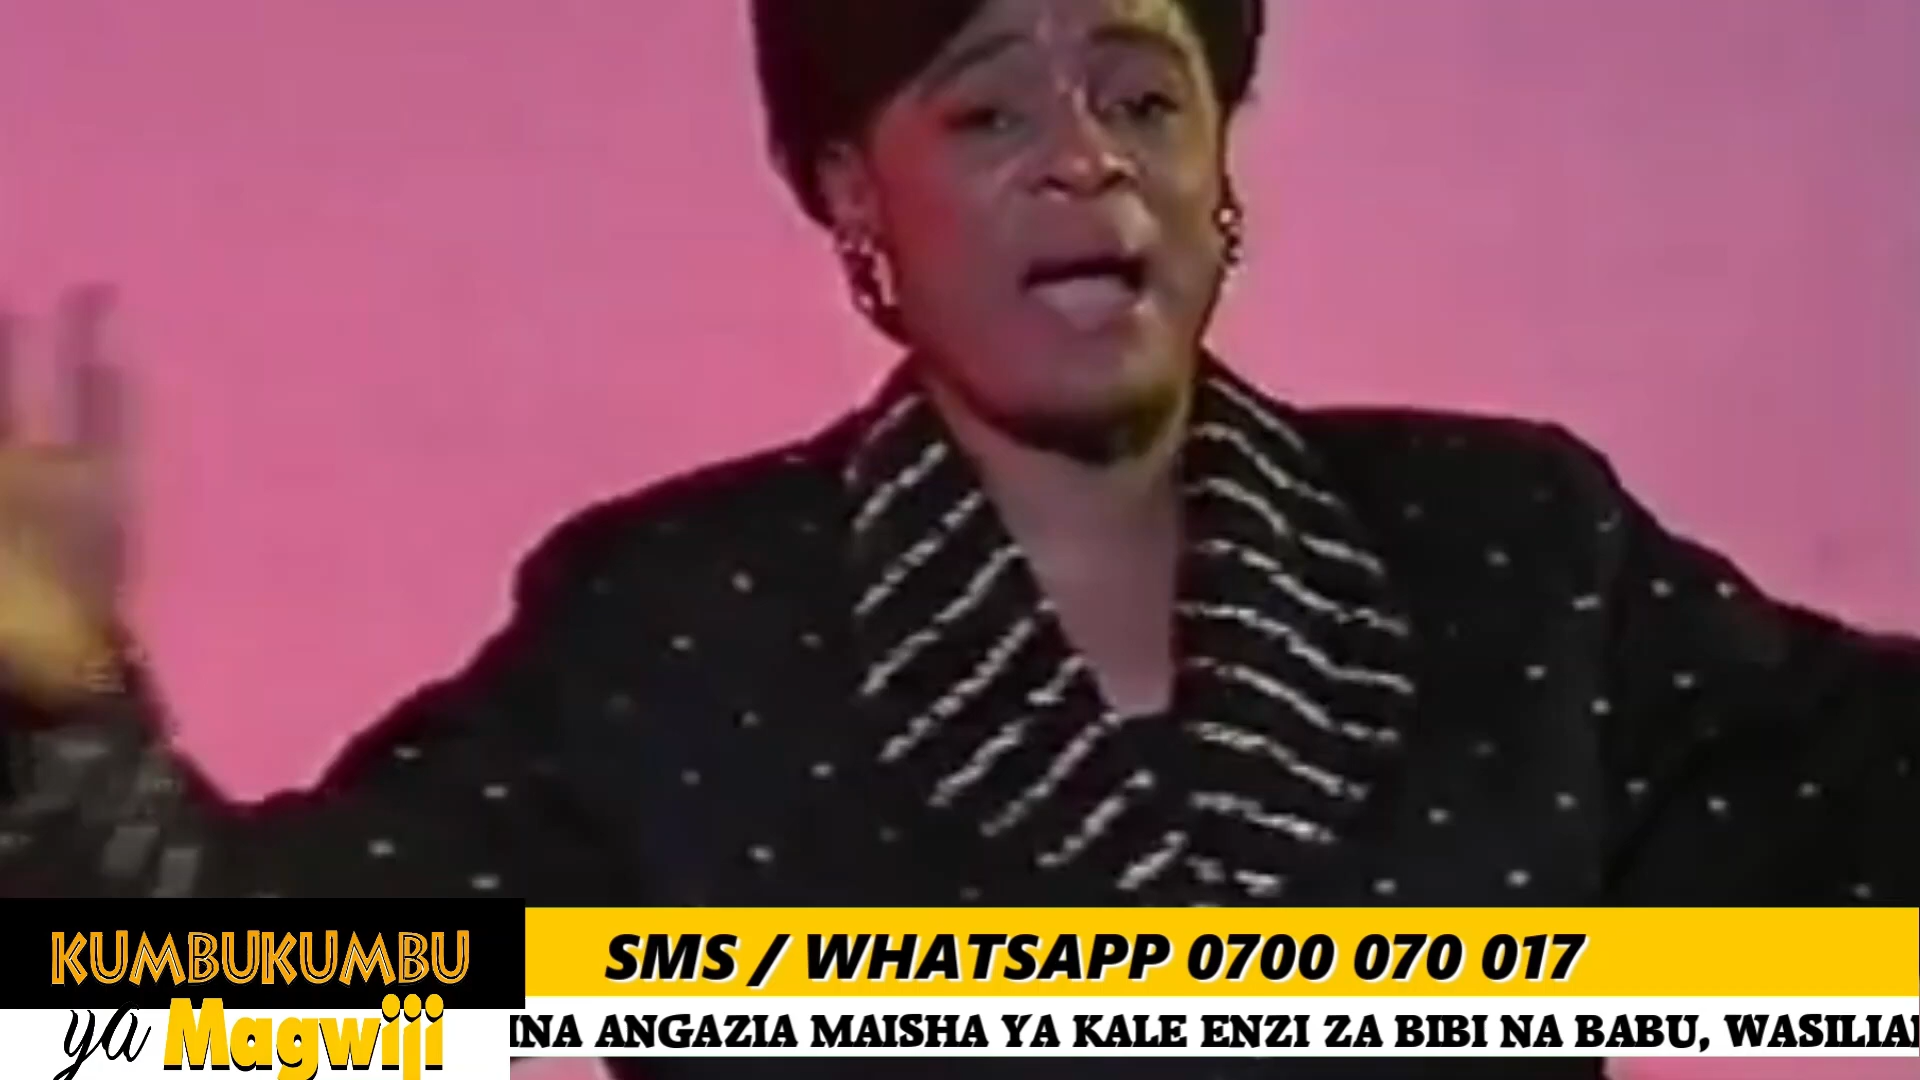 KUMBUKUMBU
ya Magwiji
SMS / WHATSAPP 0700 070 017
ANGAZIA MAISHA YA KALE ENZI ZA BIBI NA BABU,